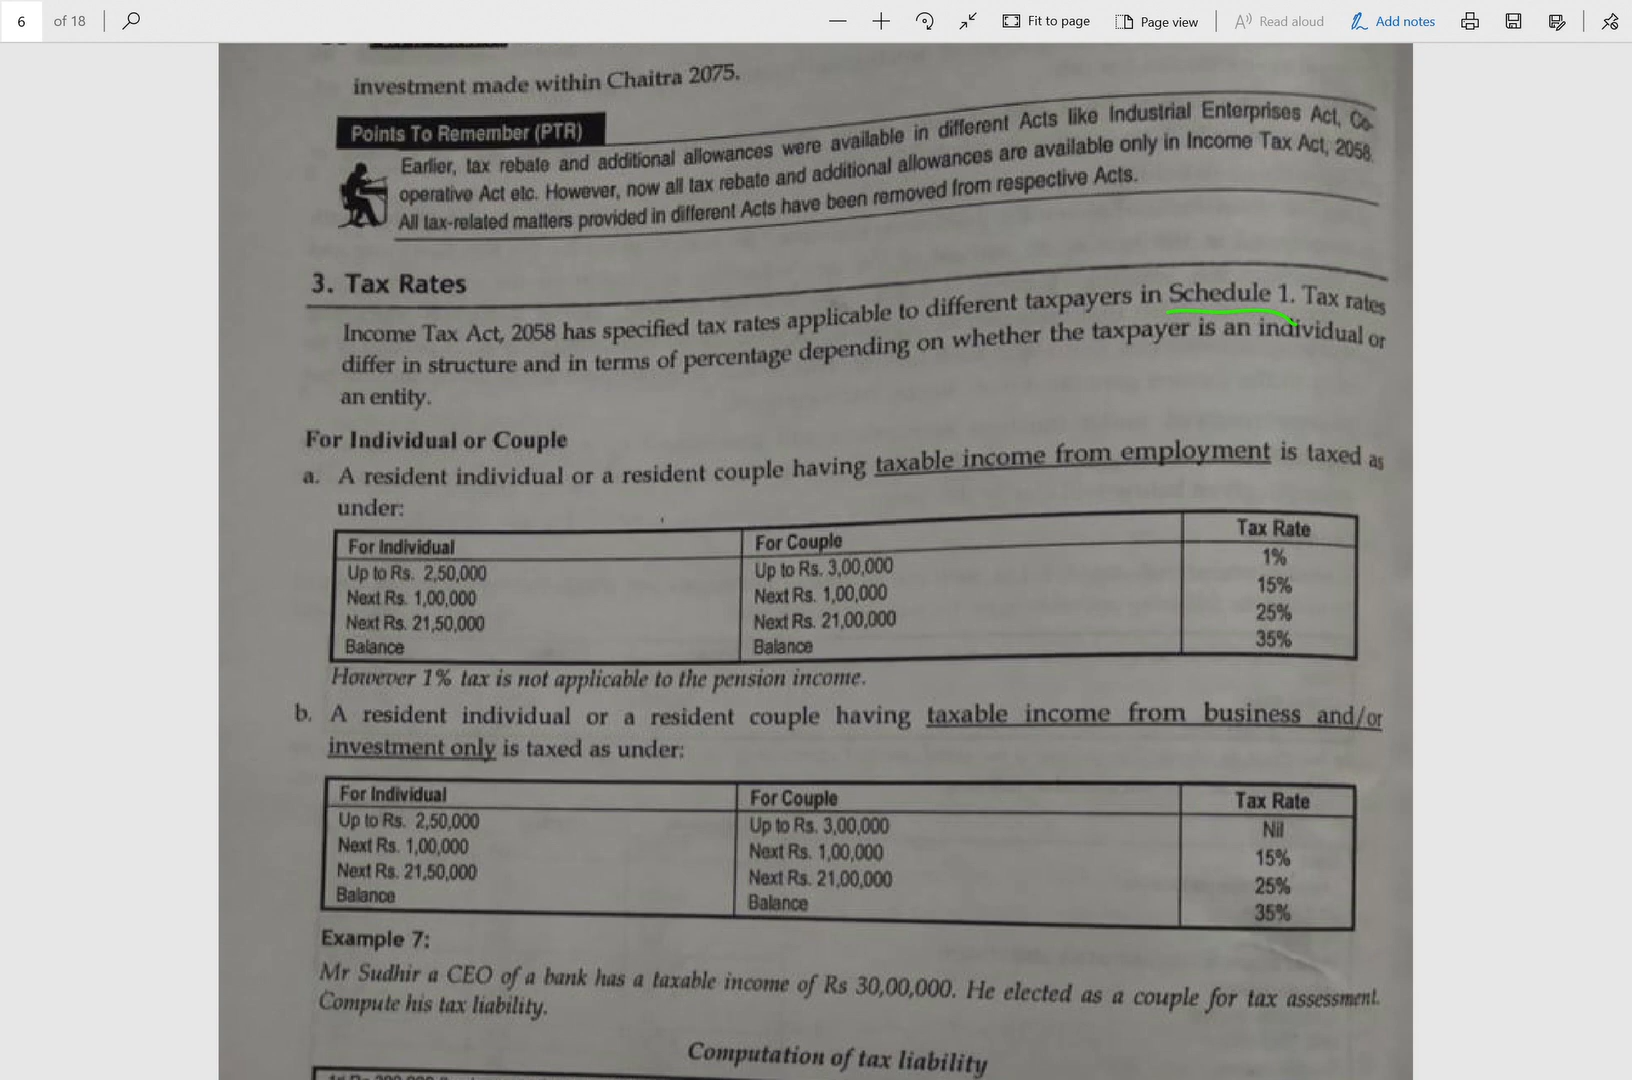 6 of 18 Fit to page Page view Read aloud Add notes
investment made within Chaitra 2075.
Points To Remember (PTR)
Earlier, tax rebate and additional allowances were available in different Acts like Industrial Enterprises Act, Co-
operative Act etc. However, now all tax rebate and additional allowances are available only in Income Tax Act, 2058.
All tax-related matters provided in different Acts have been removed from respective Acts.
3. Tax Rates
Income Tax Act, 2058 has specified tax rates applicable to different taxpayers in Schedule 1. Tax rates
differ in structure and in terms of percentage depending on whether the taxpayer is an individual or
an entity.
For Individual or Couple
a. A resident individual or a resident couple having taxable income from employment is taxed as
under:
For Individual For Couple Tax Rate
Up to Rs. 2,50,000 Up to Rs. 3,00,000 1%
Next Rs. 1,00,000 Next Rs. 1,00,000 15%
Next Rs. 21,50,000 Next Rs. 21,00,000 25%
Balance Balance 35%
However 1% tax is not applicable to the pension income.
b. A resident individual or a resident couple having taxable income from business and/or
investment only is taxed as under:
For Individual For Couple Tax Rate
Up to Rs. 2,50,000 Up to Rs. 3,00,000 Nil
Next Rs. 1,00,000 Next Rs. 1,00,000 15%
Next Rs. 21,50,000 Next Rs. 21,00,000 25%
Balance Balance 35%
Example 7:
Mr Sudhir a CEO of a bank has a taxable income of Rs 30,00,000. He elected as a couple for tax assessment.
Compute his tax liability.
Computation of tax liability